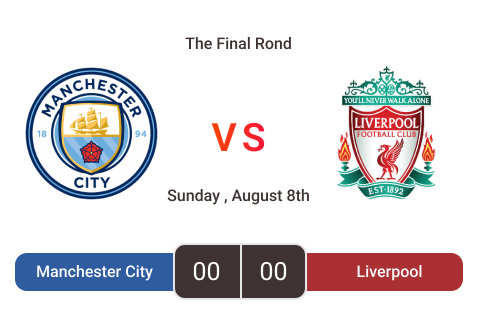 The Final Rond
MANCHESTER
18 94
CITY
VS
YOU'LL NEVER WALK ALONE
LIVERPOOL
FOOTBALL CLUB
EST·1892
Sunday , August 8th
Manchester City 00 00 Liverpool